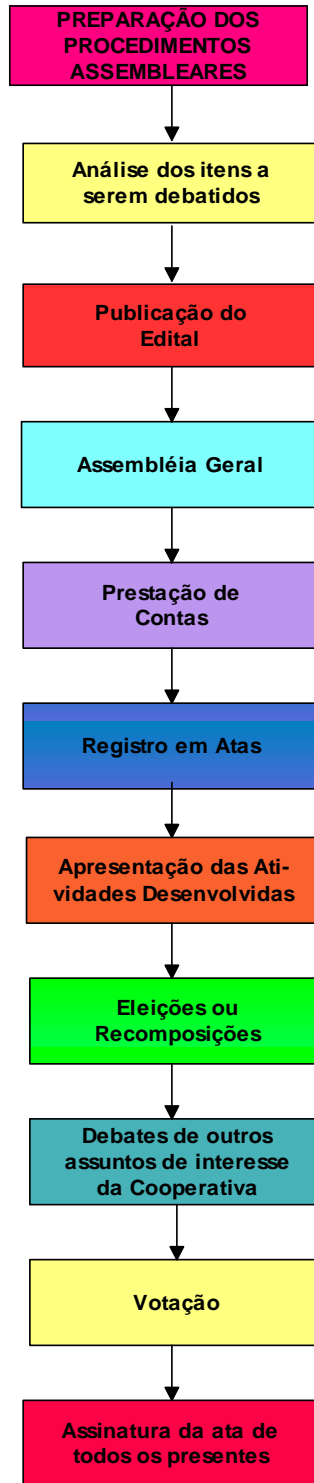 PREPARAÇÃO DOS
PROCEDIMENTOS
ASSEMBLEARES
Análise dos itens a
serem debatidos
Publicação do
Edital
Assembléia Geral
Prestação de
Contas
Registro em Atas
Apresentação das Ati-
vidades Desenvolvidas
Eleições ou
Recomposições
Debates de outros
assuntos de interesse
da Cooperativa
Votação
Assinatura da ata de
todos os presentes